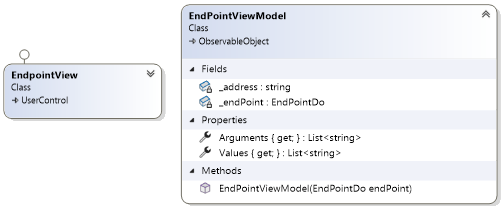 EndpointView
Class
UserControl
EndPointViewModel
Class
ObservableObject
Fields
_address : string
_endPoint : EndPointDo
Properties
Arguments { get; } : List<string>
Values { get; } : List<string>
Methods
EndPointViewModel(EndPointDo endPoint)